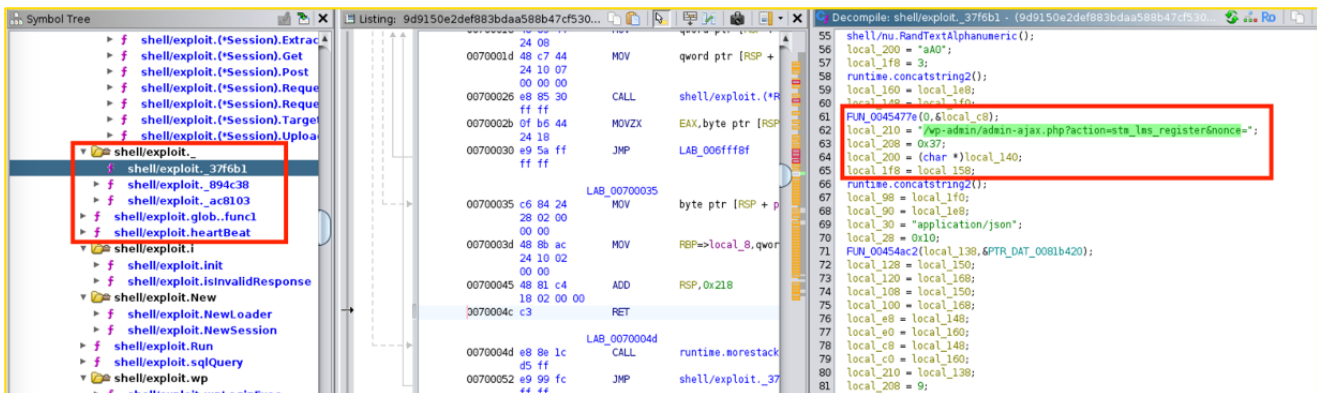 Symbol Tree
shell/exploit.(*Session).Extrac
shell/exploit.(*Session).Get
shell/exploit.(*Session).Post
shell/exploit.(*Session).Reque
shell/exploit.(*Session).Reque
shell/exploit.(*Session).Target
shell/exploit.(*Session).Uploa
shell/exploit._
shell/exploit._37f6b1
shell/exploit._894c38
shell/exploit._ac8103
shell/exploit.glob..func1
shell/exploit.heartBeat
shell/exploit.i
shell/exploit.init
shell/exploit.isInvalidResponse
shell/exploit.New
shell/exploit.NewLoader
shell/exploit.NewSession
shell/exploit.Run
shell/exploit.sqlQuery
shell/exploit.wp
Listing: 9d9150e2def883bdaa588b47cf530...
24 08
0070001d 48 c7 44 MOV qword ptr [RSP +
24 10 07
00 00 00
00700026 e8 85 30 CALL shell/exploit.(*R
ff ff
0070002b 0f b6 44 MOVZX EAX,byte ptr [RSP
24 18
00700030 e9 5a ff JMP LAB_006fff8f
ff ff
LAB_00700035
00700035 c6 84 24 MOV byte ptr [RSP + p
28 02 00
00 00
0070003d 48 8b ac MOV RBP=>local_8,qwor
24 10 02
00 00
00700045 48 81 c4 ADD RSP,0x218
18 02 00 00
0070004c c3 RET
LAB_0070004d
0070004d e8 8e 1c CALL runtime.morestack
d5 ff
00700052 e9 99 fc JMP shell/exploit._37
ff ff
Decompile: shell/exploit._37f6b1 - (9d9150e2def883bdaa588b47cf530...
55 shell/nu.RandTextAlphanumeric();
56 local_200 = "aA0";
57 local_1f8 = 3;
58 runtime.concatstring2();
59 local_160 = local_1e8;
60 local_148 = local_1f0;
61 FUN_0045477e(0,&local_c8);
62 local_210 = "/wp-admin/admin-ajax.php?action=stm_lms_register&nonce=";
63 local_208 = 0x37;
64 local_200 = (char *)local_140;
65 local_1f8 = local_158;
66 runtime.concatstring2();
67 local_98 = local_1f0;
68 local_90 = local_1e8;
69 local_30 = "application/json";
70 local_28 = 0x10;
71 FUN_00454ac2(local_138,&PTR_DAT_0081b420);
72 local_128 = local_150;
73 local_120 = local_168;
74 local_108 = local_150;
75 local_100 = local_168;
76 local_e8 = local_148;
77 local_e0 = local_160;
78 local_c8 = local_148;
79 local_c0 = local_160;
80 local_210 = local_138;
81 local_208 = 9;